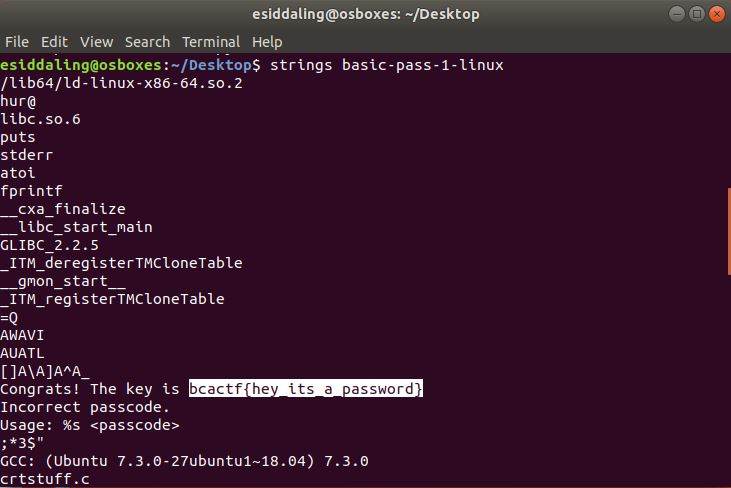 esiddaling@osboxes: ~/Desktop
File Edit View Search Terminal Help
esiddaling@osboxes:~/Desktop$ strings basic-pass-1-linux
/lib64/ld-linux-x86-64.so.2
hur@
libc.so.6
puts
stderr
atoi
fprintf
__cxa_finalize
__libc_start_main
GLIBC_2.2.5
_ITM_deregisterTMCloneTable
__gmon_start__
_ITM_registerTMCloneTable
=Q
AWAVI
AUATL
[]A\A]A^A_
Congrats! The key is bcactf{hey_its_a_password}
Incorrect passcode.
Usage: %s <passcode>
;*3$"
GCC: (Ubuntu 7.3.0-27ubuntu1~18.04) 7.3.0
crtstuff.c